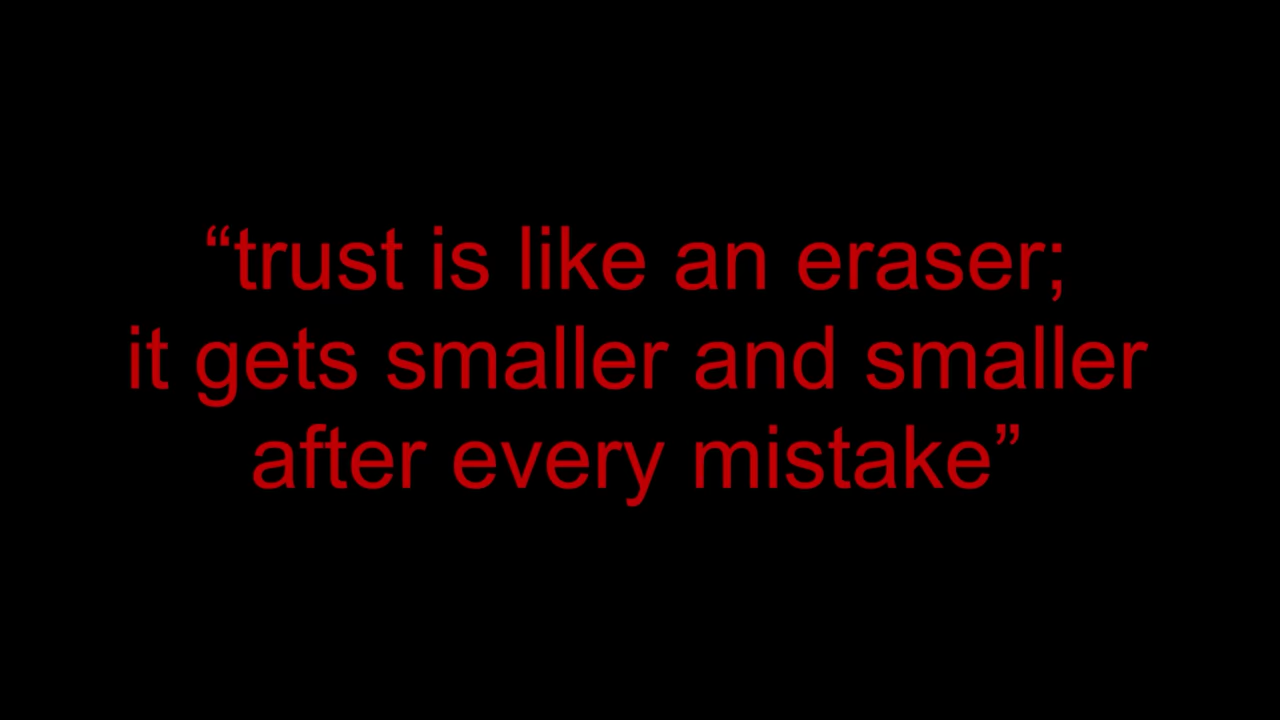 “trust is like an eraser;
it gets smaller and smaller
after every mistake”